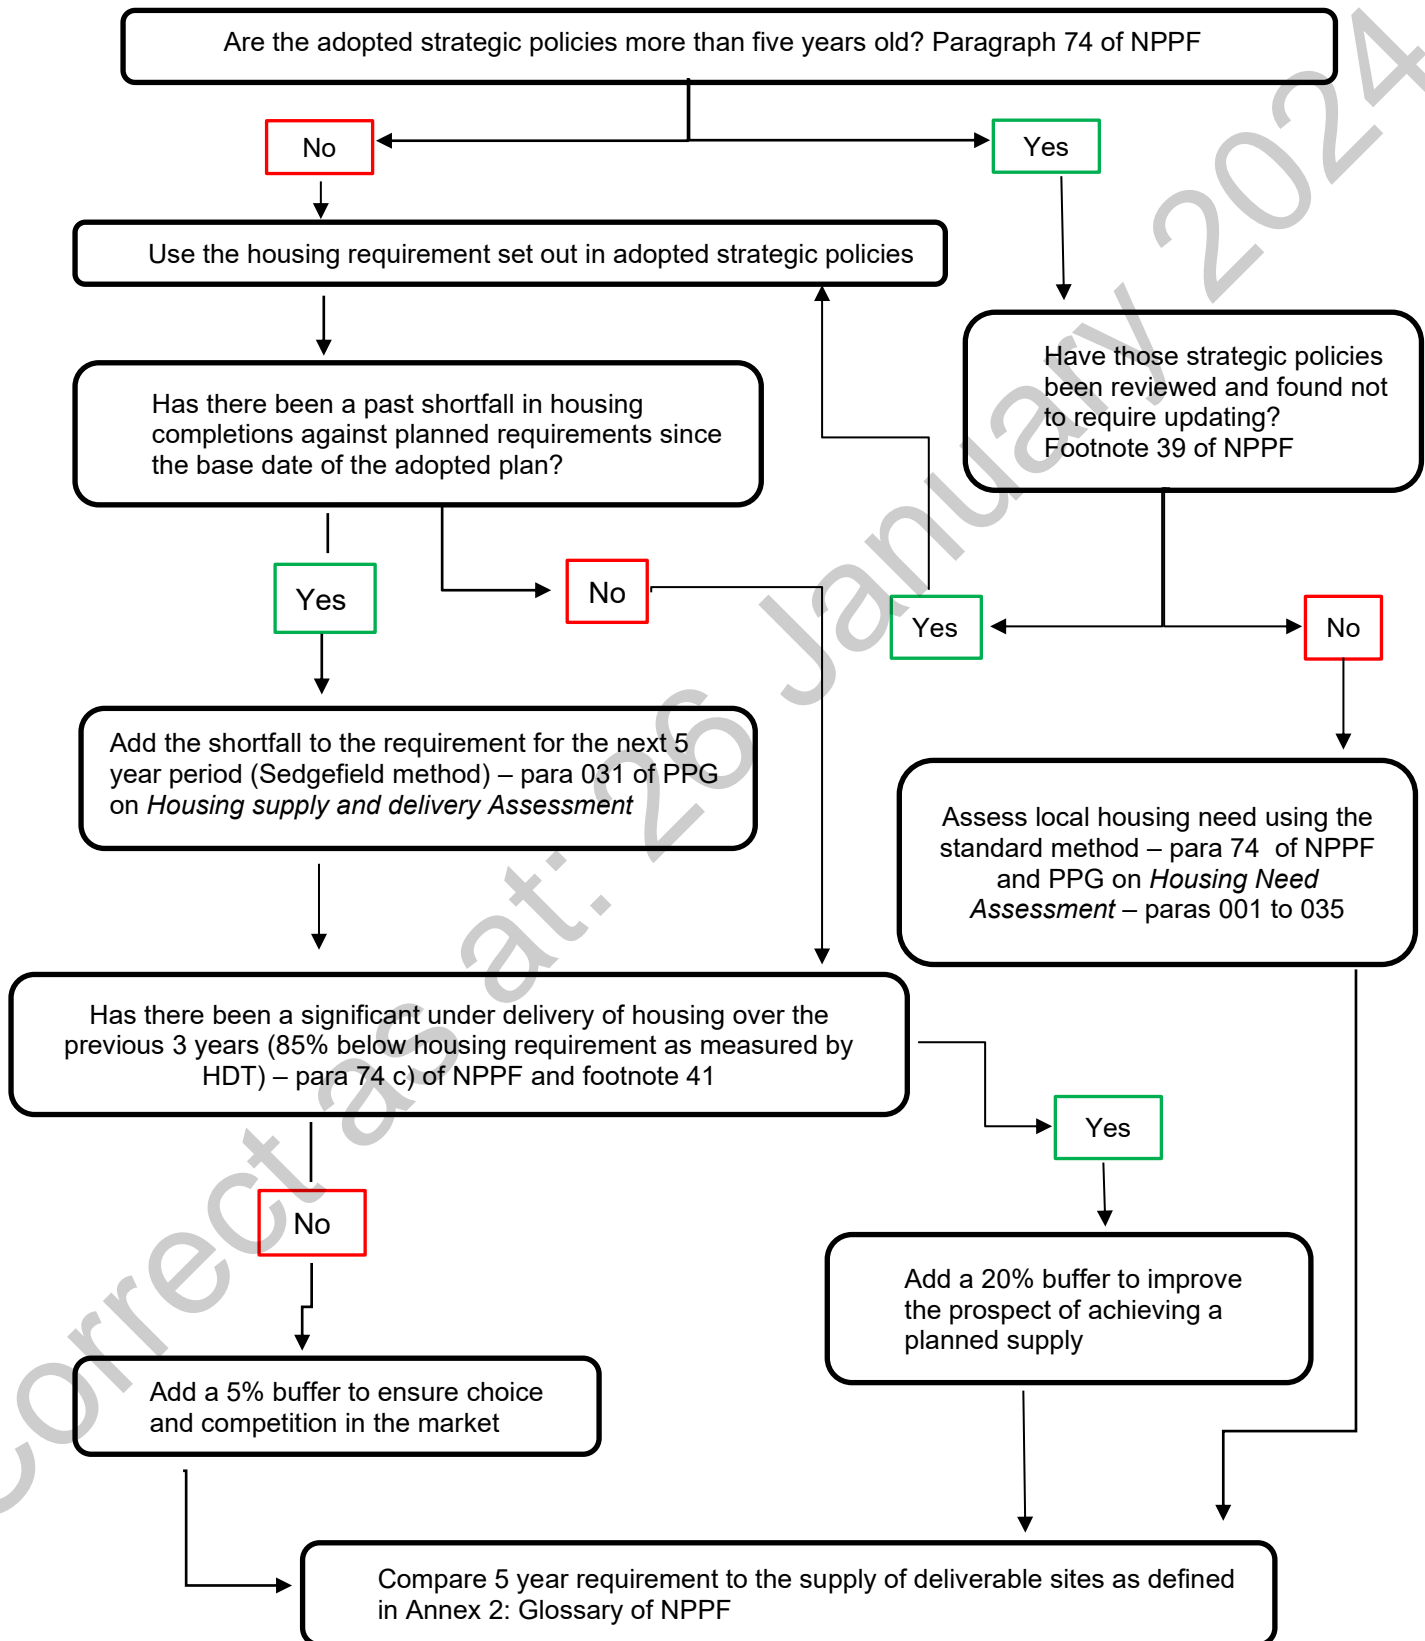 Are the adopted strategic policies more than five years old? Paragraph 74 of NPPF
No
Yes
Use the housing requirement set out in adopted strategic policies
Have those strategic policies
been reviewed and found not
to require updating?
Footnote 39 of NPPF
Has there been a past shortfall in housing
completions against planned requirements since
the base date of the adopted plan?
Yes
No
Yes
No
Add the shortfall to the requirement for the next 5
year period (Sedgefield method) – para 031 of PPG
on Housing supply and delivery Assessment
Assess local housing need using the
standard method – para 74 of NPPF
and PPG on Housing Need
Assessment – paras 001 to 035
Has there been a significant under delivery of housing over the
previous 3 years (85% below housing requirement as measured by
HDT) – para 74 c) of NPPF and footnote 41
Yes
No
Add a 20% buffer to improve
the prospect of achieving a
planned supply
Add a 5% buffer to ensure choice
and competition in the market
Compare 5 year requirement to the supply of deliverable sites as defined
in Annex 2: Glossary of NPPF
Correct as at: 26 January 2024